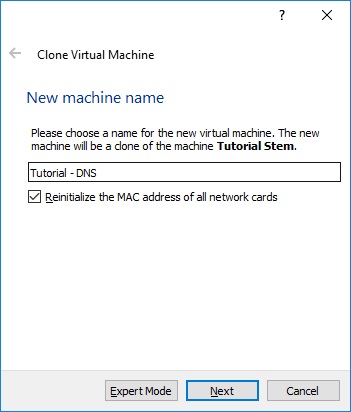 ?
Clone Virtual Machine
New machine name
Please choose a name for the new virtual machine. The new
machine will be a clone of the machine Tutorial Stem.
Tutorial - DNS
Reinitialize the MAC address of all network cards
Expert Mode Next Cancel